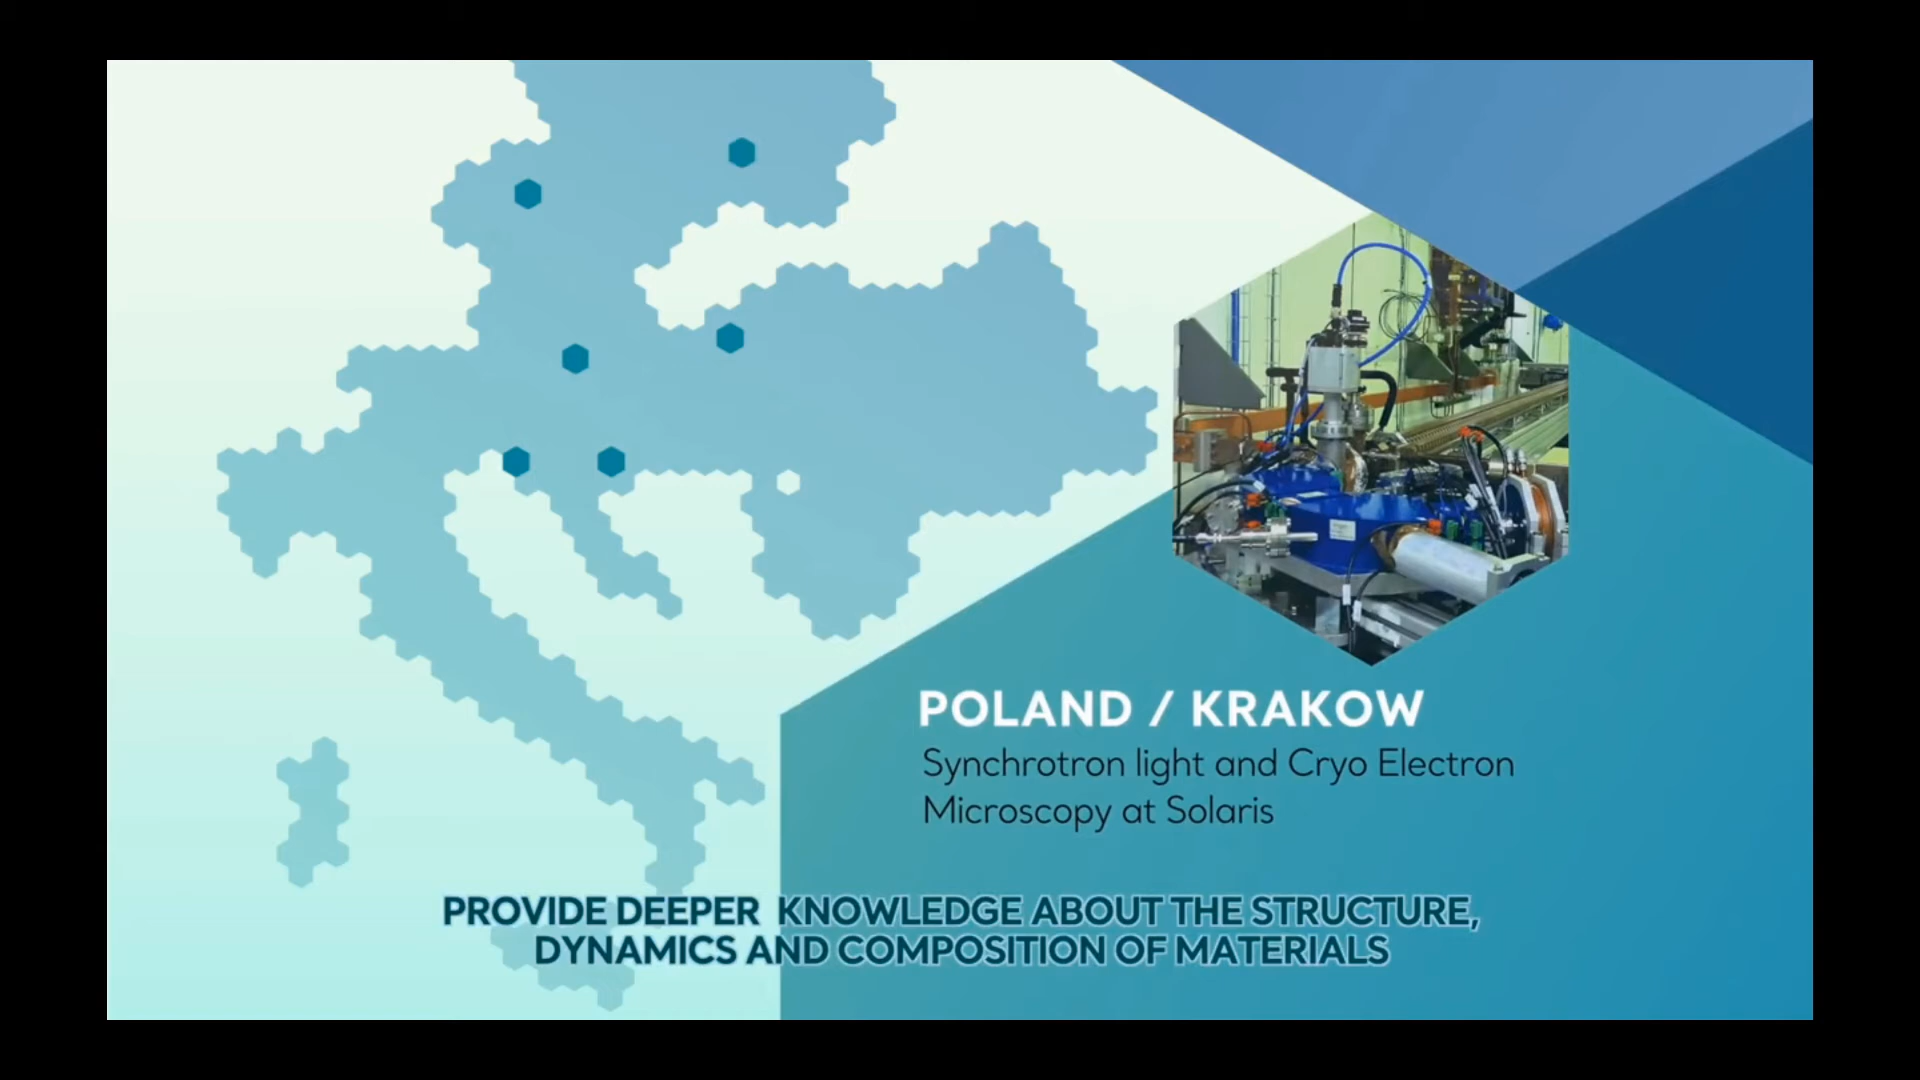 POLAND / KRAKOW
Synchrotron light and Cryo Electron
Microscopy at Solaris
PROVIDE DEEPER KNOWLEDGE ABOUT THE STRUCTURE,
DYNAMICS AND COMPOSITION OF MATERIALS